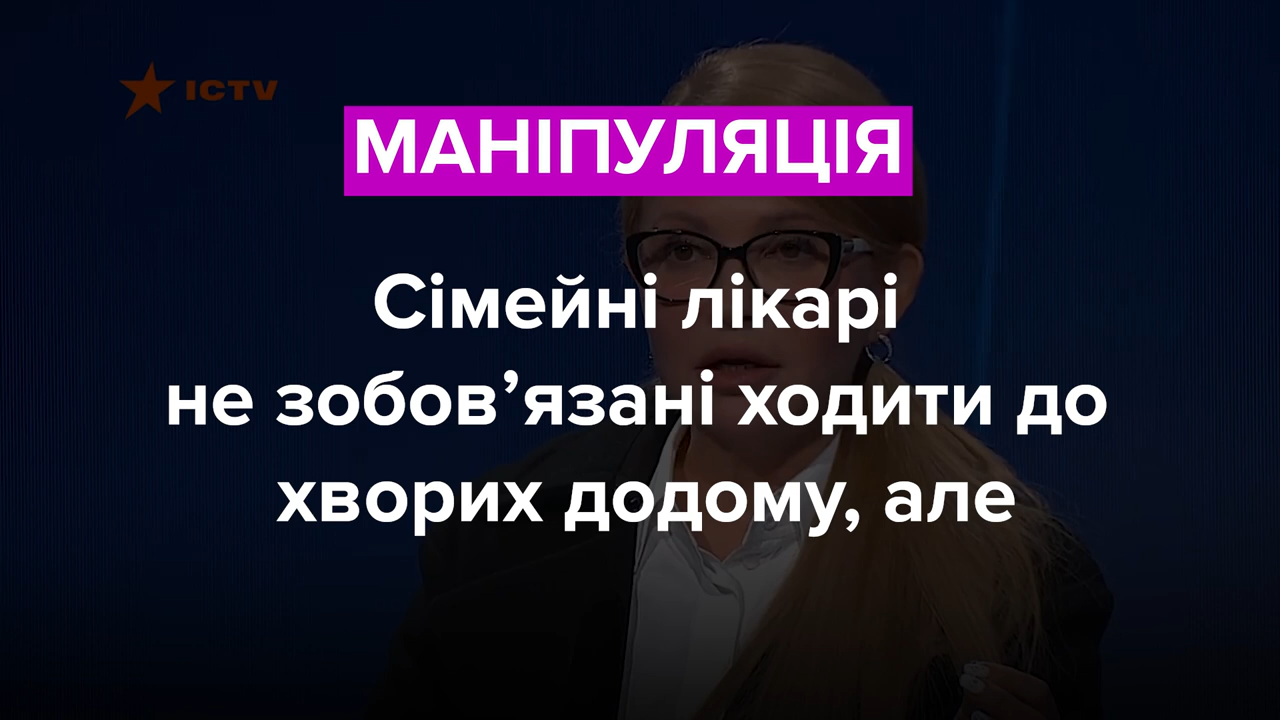 ICTV
МАНІПУЛЯЦІЯ
Сімейні лікарі
не зобов’язані ходити до
хворих додому, але